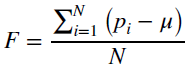 F = \frac{\sum_{i=1}^{N} (p_i - \mu)}{N}